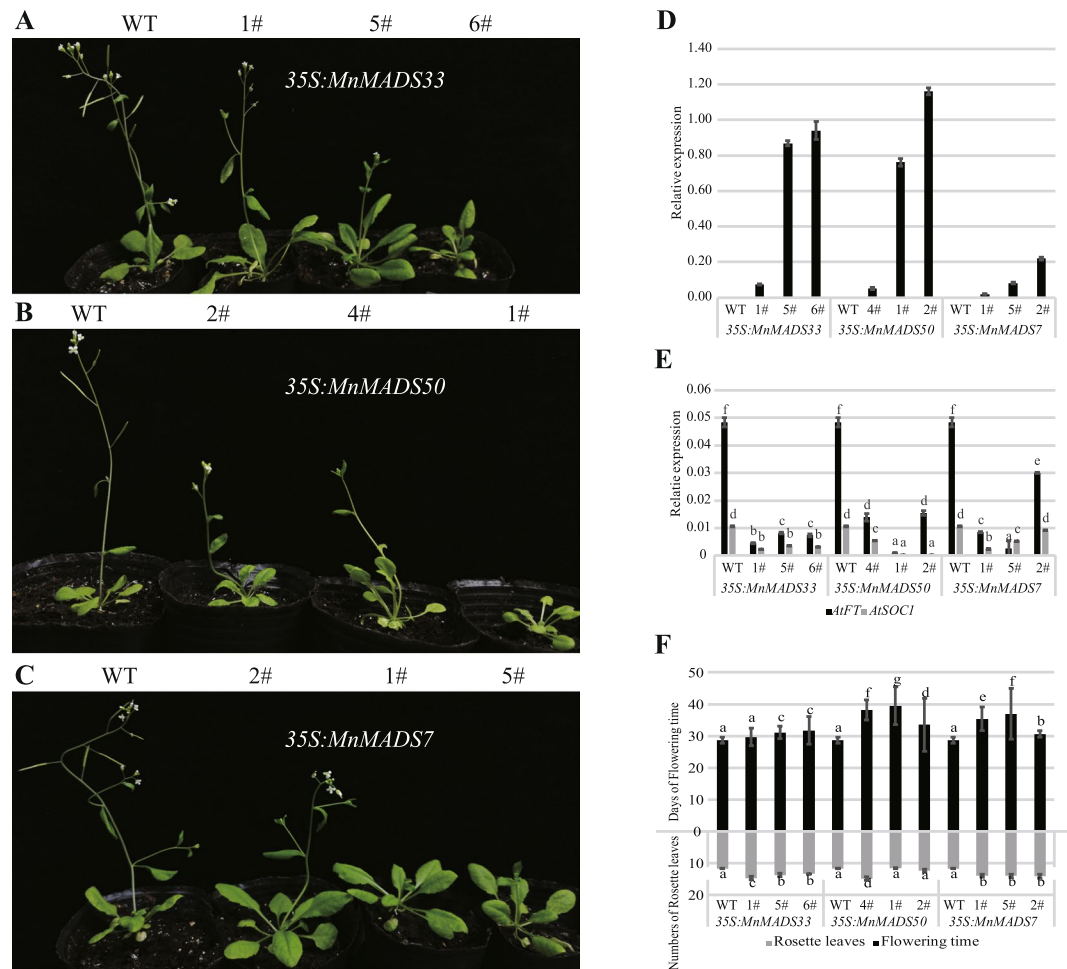 A
WT 1# 5# 6#
35S:MnMADS33
B
WT 2# 4# 1#
35S:MnMADS50
C
WT 2# 1# 5#
35S:MnMADS7
D
Relative expression
1.40
1.20
1.00
0.80
0.60
0.40
0.20
0.00
WT 1# 5# 6# WT 4# 1# 2# WT 1# 5# 2#
35S:MnMADS33 35S:MnMADS50 35S:MnMADS7
E
Relatie expression
0.06
0.05
0.04
0.03
0.02
0.01
0
f d b b c c c b f d d c a a d a f d c b a c e d
WT 1# 5# 6# WT 4# 1# 2# WT 1# 5# 2#
35S:MnMADS33 35S:MnMADS50 35S:MnMADS7
AtFT AtSOC1
F
Days of Flowering time
50
40
30
20
10
0
a a c c a f g d a e f b
Numbers of Rosette leaves
10
20
a c b b a d a a a b b b
WT 1# 5# 6# WT 4# 1# 2# WT 1# 5# 2#
35S:MnMADS33 35S:MnMADS50 35S:MnMADS7
Rosette leaves Flowering time